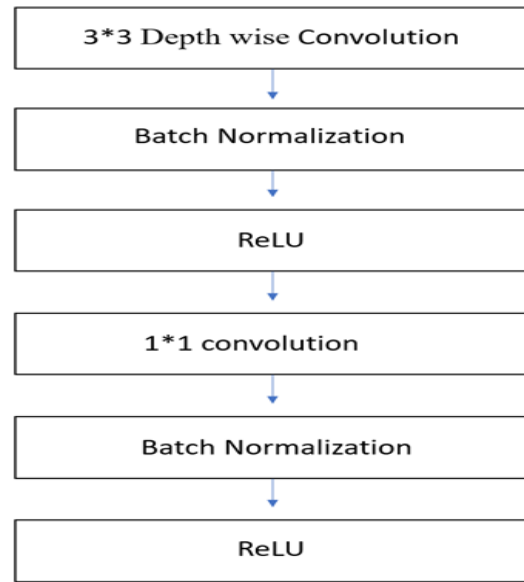 3*3 Depth wise Convolution
Batch Normalization
ReLU
1*1 convolution
Batch Normalization
ReLU